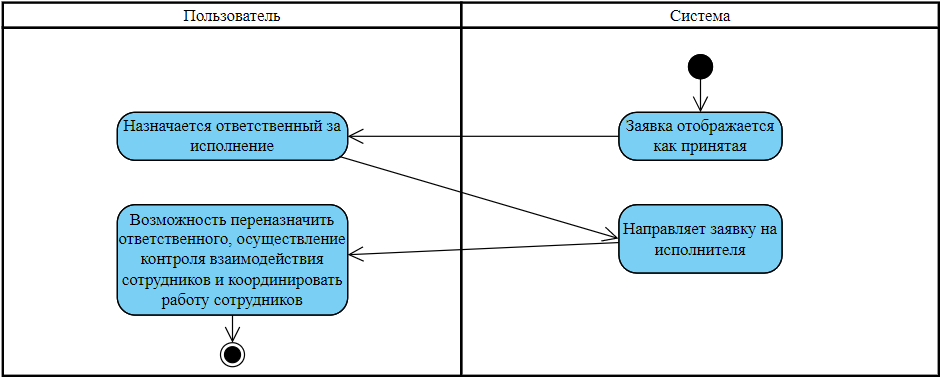 Пользователь
Система
Заявка отображается
как принятая
Назначается ответственный за
исполнение
Направляет заявку на
исполнителя
Возможность переназначить
ответственного, осуществление
контроля взаимодействия
сотрудников и координировать
работу сотрудников